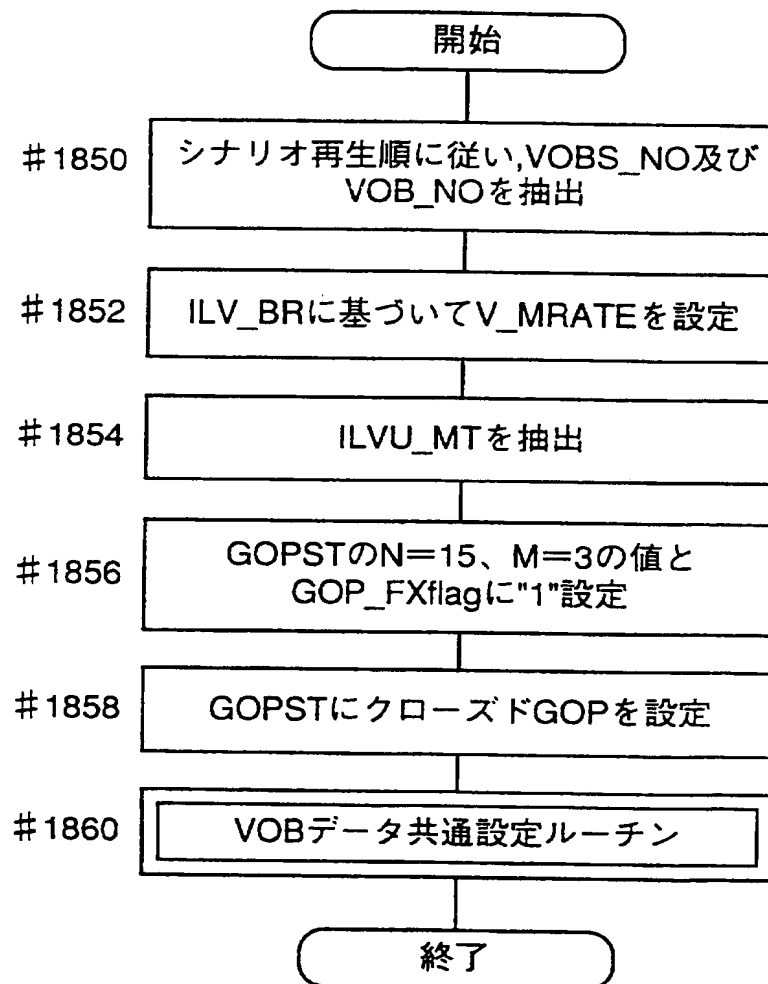 開始
#1850
シナリオ再生順に従い,VOBS_NO及び
VOB_NOを抽出
#1852
ILV_BRに基づいてV_MRATEを設定
#1854
ILVU_MTを抽出
#1856
GOPSTのN=15、M=3の値と
GOP_FXflagに"1"設定
#1858
GOPSTにクローズドGOPを設定
#1860
VOBデータ共通設定ルーチン
終了